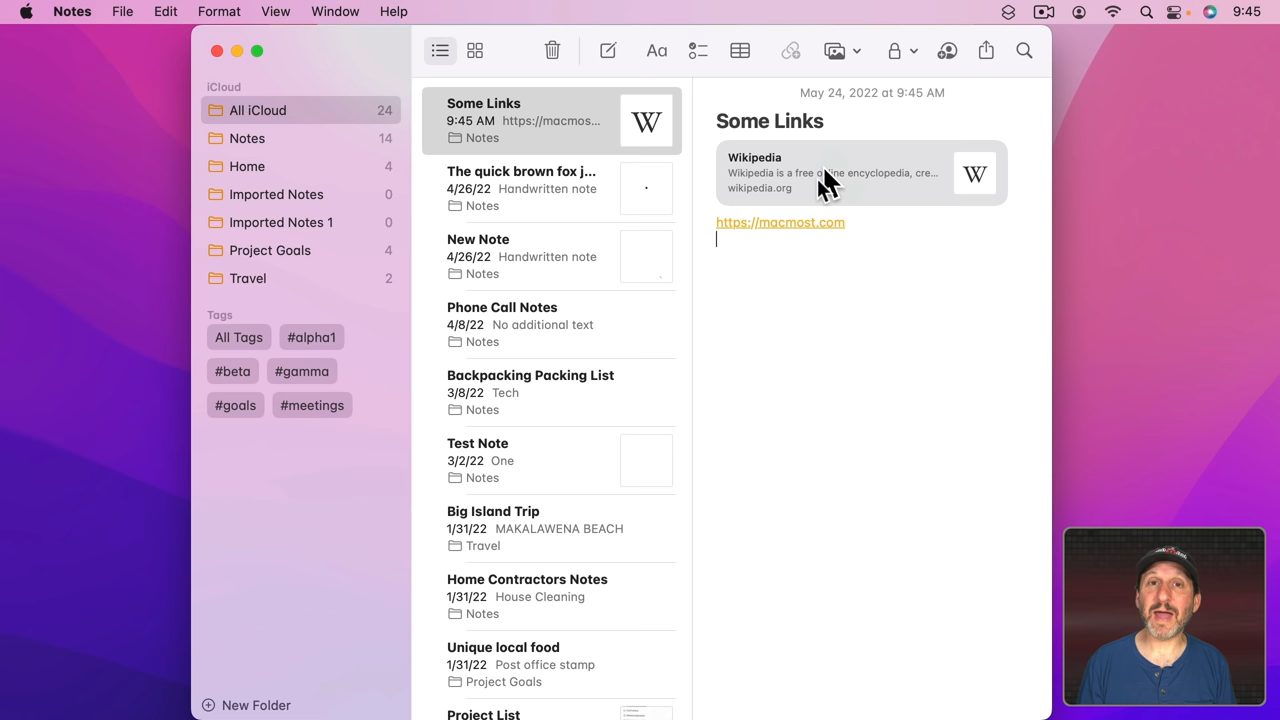 Notes File Edit Format View Window Help 9:45
iCloud
All iCloud 24
Notes 14
Home 4
Imported Notes 0
Imported Notes 1 0
Project Goals 4
Travel 2
Tags
All Tags #alpha1
#beta #gamma
#goals #meetings
New Folder
Aa
Some Links
9:45 AM https://macmos...
W
Notes
The quick brown fox j...
4/26/22 Handwritten note
Notes
New Note
4/26/22 Handwritten note
Notes
Phone Call Notes
4/8/22 No additional text
Notes
Backpacking Packing List
3/8/22 Tech
Notes
Test Note
3/2/22 One
Notes
Big Island Trip
1/31/22 MAKALAWENA BEACH
Travel
Home Contractors Notes
1/31/22 House Cleaning
Notes
Unique local food
1/31/22 Post office stamp
Project Goals
Project List
May 24, 2022 at 9:45 AM
Some Links
Wikipedia
Wikipedia is a free online encyclopedia, cre...
wikipedia.org
W
https://macmost.com